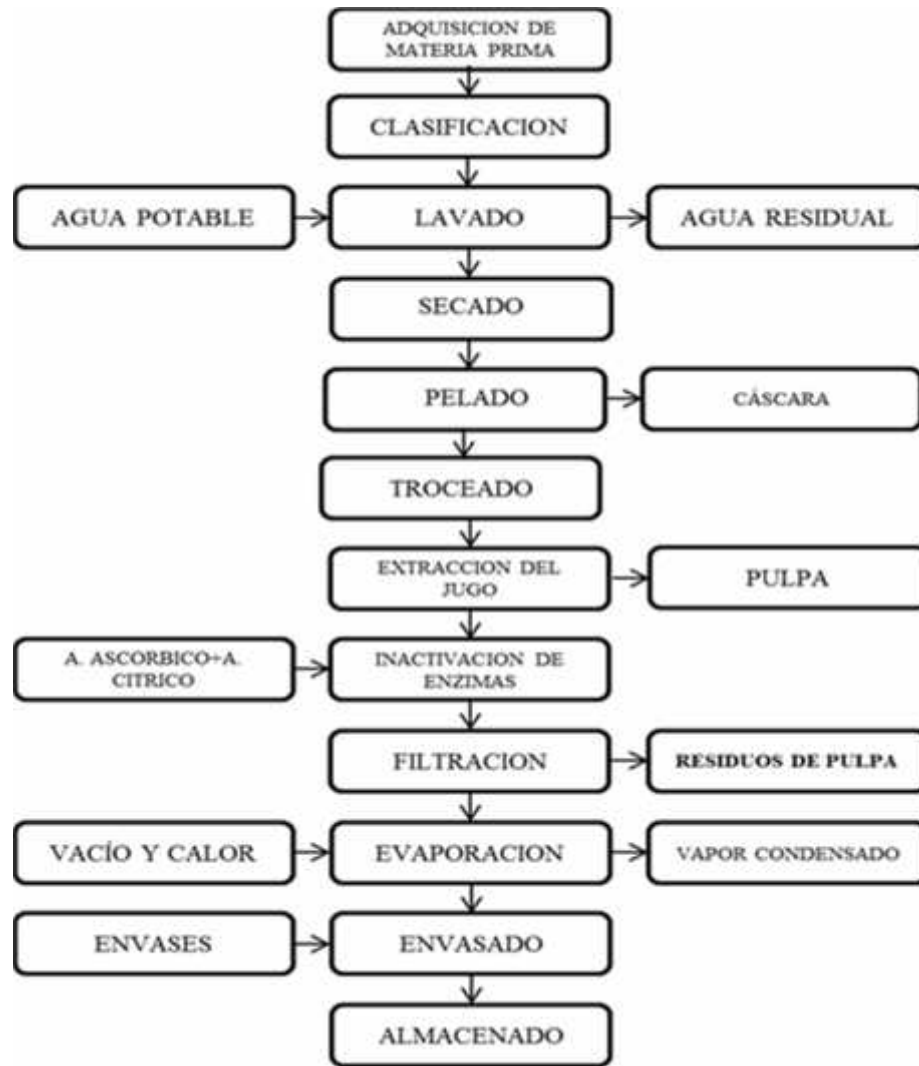 ADQUISICION DE
MATERIA PRIMA
CLASIFICACION
AGUA POTABLE
LAVADO
AGUA RESIDUAL
SECADO
PELADO
CÁSCARA
TROCEADO
EXTRACCION DEL
JUGO
PULPA
A. ASCORBICO+A.
CITRICO
INACTIVACION DE
ENZIMAS
FILTRACION
RESIDUOS DE PULPA
VACÍO Y CALOR
EVAPORACION
VAPOR CONDENSADO
ENVASES
ENVASADO
ALMACENADO